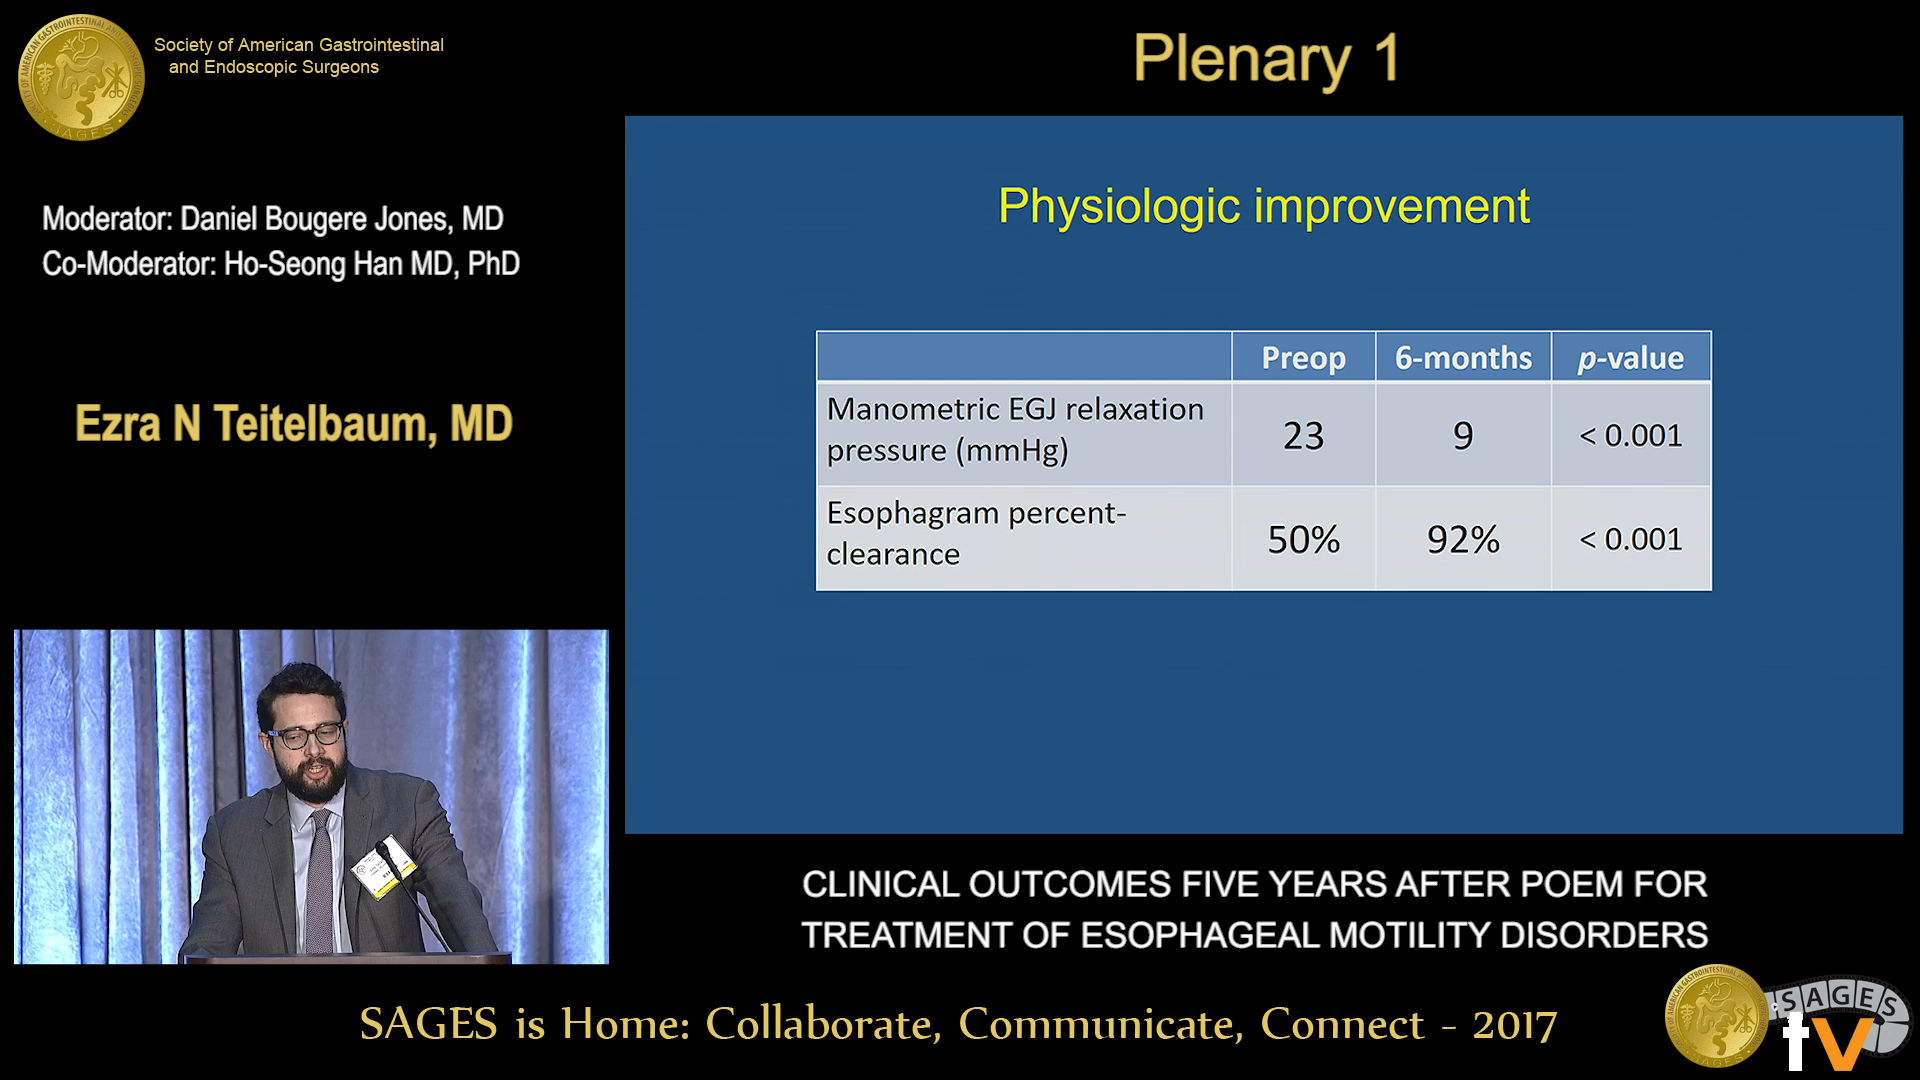 Society of American Gastrointestinal
and Endoscopic Surgeons
Plenary 1
Moderator: Daniel Bougere Jones, MD
Co-Moderator: Ho-Seong Han MD, PhD
Ezra N Teitelbaum, MD
Physiologic improvement
Preop 6-months p-value
Manometric EGJ relaxation
pressure (mmHg) 23 9 < 0.001
Esophagram percent-
clearance 50% 92% < 0.001
CLINICAL OUTCOMES FIVE YEARS AFTER POEM FOR
TREATMENT OF ESOPHAGEAL MOTILITY DISORDERS
SAGES is Home: Collaborate, Communicate, Connect - 2017
SAGES
tv